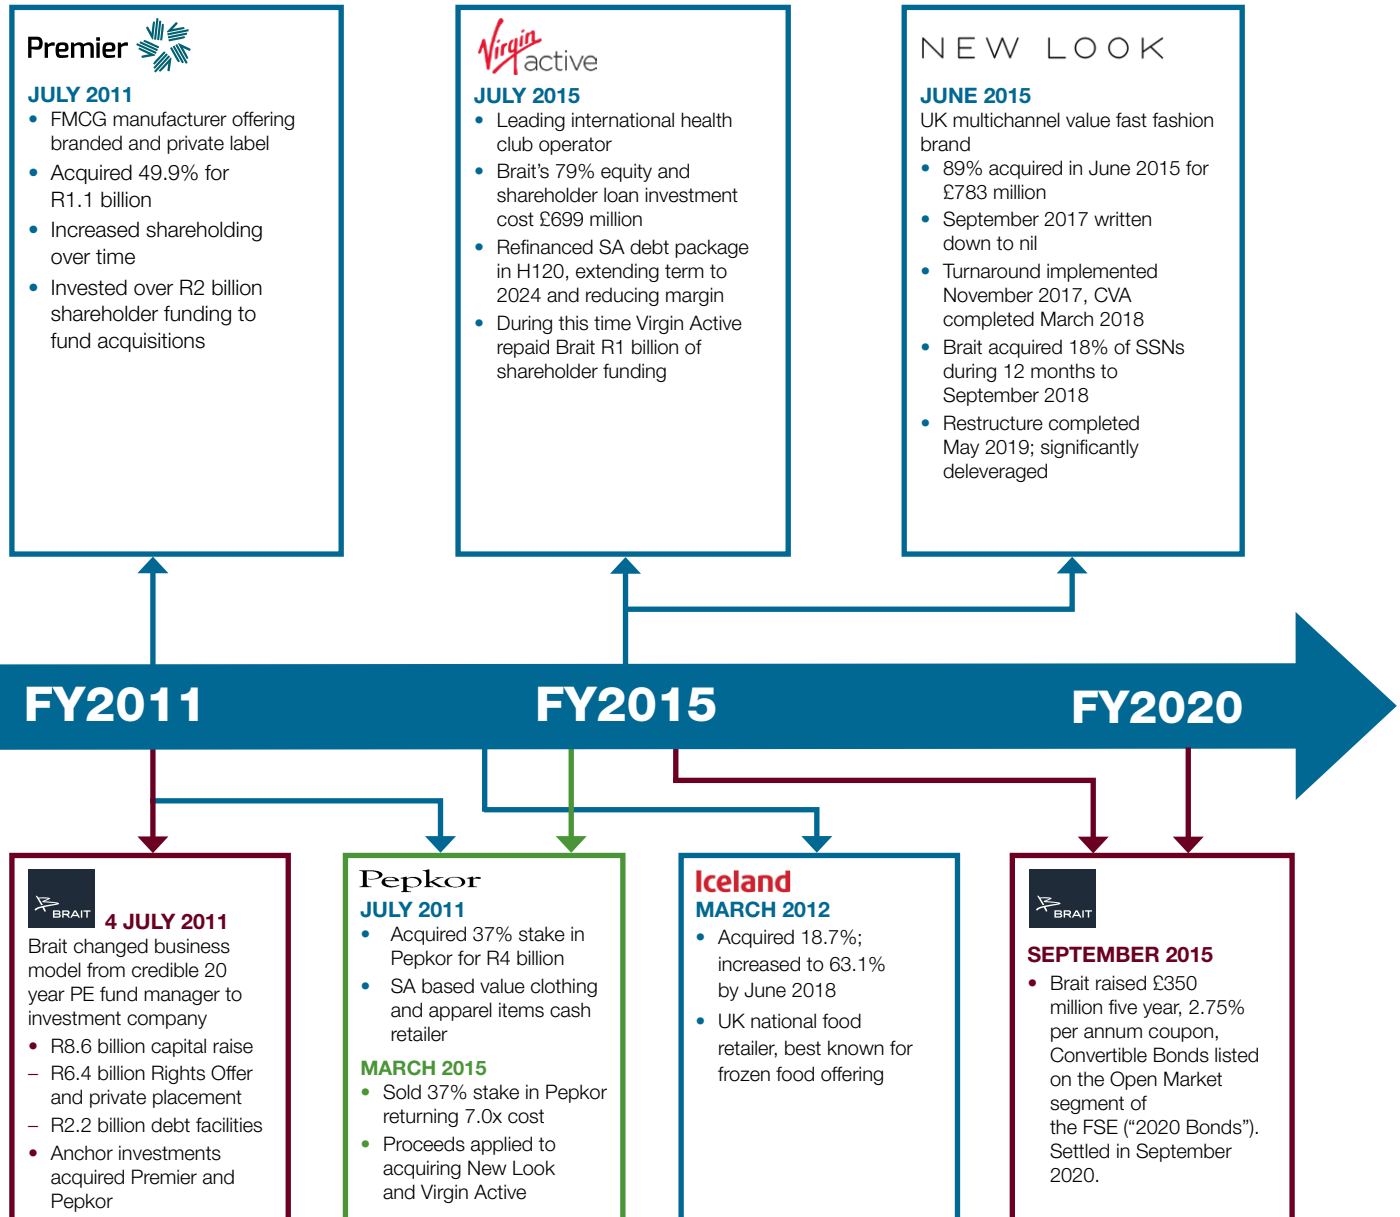 Premier
JULY 2011
• FMCG manufacturer offering
branded and private label
• Acquired 49.9% for
R1.1 billion
• Increased shareholding
over time
• Invested over R2 billion
shareholder funding to
fund acquisitions
Virgin
active
JULY 2015
• Leading international health
club operator
• Brait's 79% equity and
shareholder loan investment
cost £699 million
• Refinanced SA debt package
in H120, extending term to
2024 and reducing margin
• During this time Virgin Active
repaid Brait R1 billion of
shareholder funding
NEW LOOK
JUNE 2015
UK multichannel value fast fashion
brand
• 89% acquired in June 2015 for
£783 million
• September 2017 written
down to nil
• Turnaround implemented
November 2017, CVA
completed March 2018
• Brait acquired 18% of SSNs
during 12 months to
September 2018
• Restructure completed
May 2019; significantly
deleveraged
FY2011
FY2015
FY2020
BRAIT
4 JULY 2011
Brait changed business
model from credible 20
year PE fund manager to
investment company
• R8.6 billion capital raise
– R6.4 billion Rights Offer
and private placement
– R2.2 billion debt facilities
• Anchor investments
acquired Premier and
Pepkor
Pepkor
JULY 2011
• Acquired 37% stake in
Pepkor for R4 billion
• SA based value clothing
and apparel items cash
retailer
MARCH 2015
• Sold 37% stake in Pepkor
returning 7.0x cost
• Proceeds applied to
acquiring New Look
and Virgin Active
Iceland
MARCH 2012
• Acquired 18.7%;
increased to 63.1%
by June 2018
• UK national food
retailer, best known for
frozen food offering
BRAIT
SEPTEMBER 2015
• Brait raised £350
million five year, 2.75%
per annum coupon,
Convertible Bonds listed
on the Open Market
segment of
the FSE (“2020 Bonds”).
Settled in September
2020.